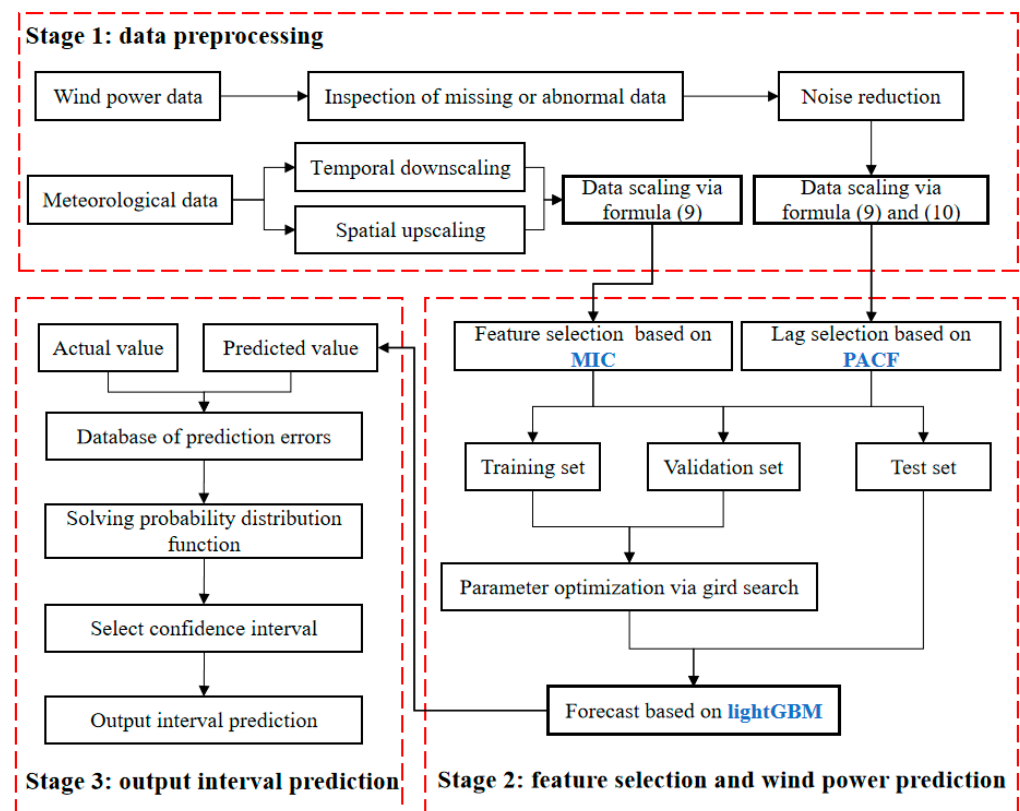 Stage 1: data preprocessing
Wind power data
Inspection of missing or abnormal data
Noise reduction
Meteorological data
Temporal downscaling
Spatial upscaling
Data scaling via
formula (9)
Data scaling via
formula (9) and (10)
Actual value
Predicted value
Database of prediction errors
Solving probability distribution
function
Select confidence interval
Output interval prediction
Stage 3: output interval prediction
Feature selection based on
MIC
Lag selection based on
PACF
Training set
Validation set
Test set
Parameter optimization via gird search
Forecast based on lightGBM
Stage 2: feature selection and wind power prediction